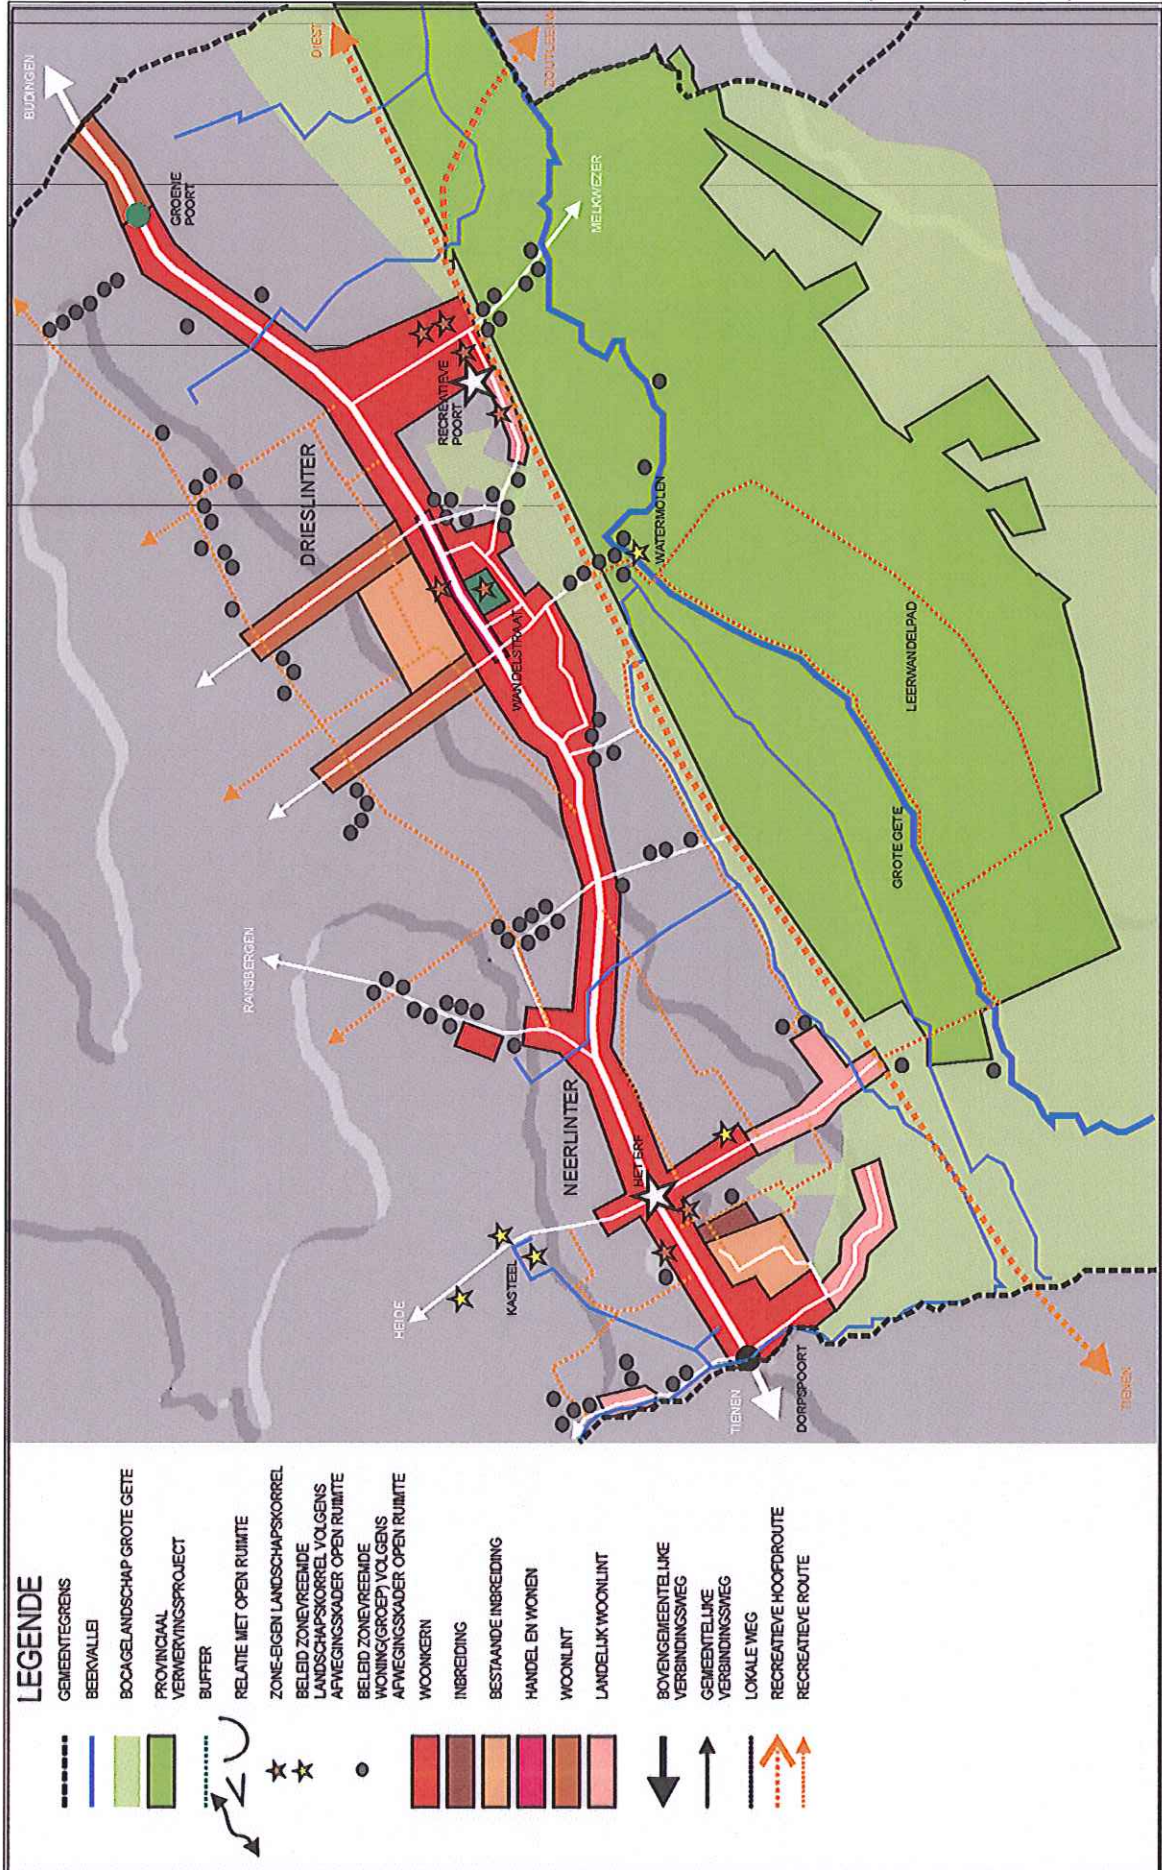 BUDINGEN
GROENE
POORT
DIEST
ZOUTLEEUW
MELKWEZER
RECREATIEVE
POORT
DRIESLINTER
WANDELSTRAAT
WATERMOLEN
LEERWANDELPAD
GROTE GETE
RANSBERGEN
NEERLINTER
HET ERF
HEIDE
KASTEEL
TIENEN
DORPSPOORT
TIENEN
LEGENDE
GEMEENTEGRENS
BEEKVALLEI
BOCAGELANDSCHAP GROTE GETE
PROVINCIAAL
VERWERVINGSPROJECT
BUFFER
RELATIE MET OPEN RUIMTE
ZONE-EIGEN LANDSCHAPSKORREL
BELEID ZONEVREEMDE
LANDSCHAPSKORREL VOLGENS
AFWEGINGSKADER OPEN RUIMTE
BELEID ZONEVREEMDE
WONING(GROEP) VOLGENS
AFWEGINGSKADER OPEN RUIMTE
WOONKERN
INBREIDING
BESTAANDE INBREIDING
HANDEL EN WONEN
WOONLINT
LANDELIJK WOONLINT
BOVENGEMEENTELIJKE
VERBINDINGSWEG
GEMEENTELIJKE
VERBINDINGSWEG
LOKALE WEG
RECREATIEVE HOOFDROUTE
RECREATIEVE ROUTE